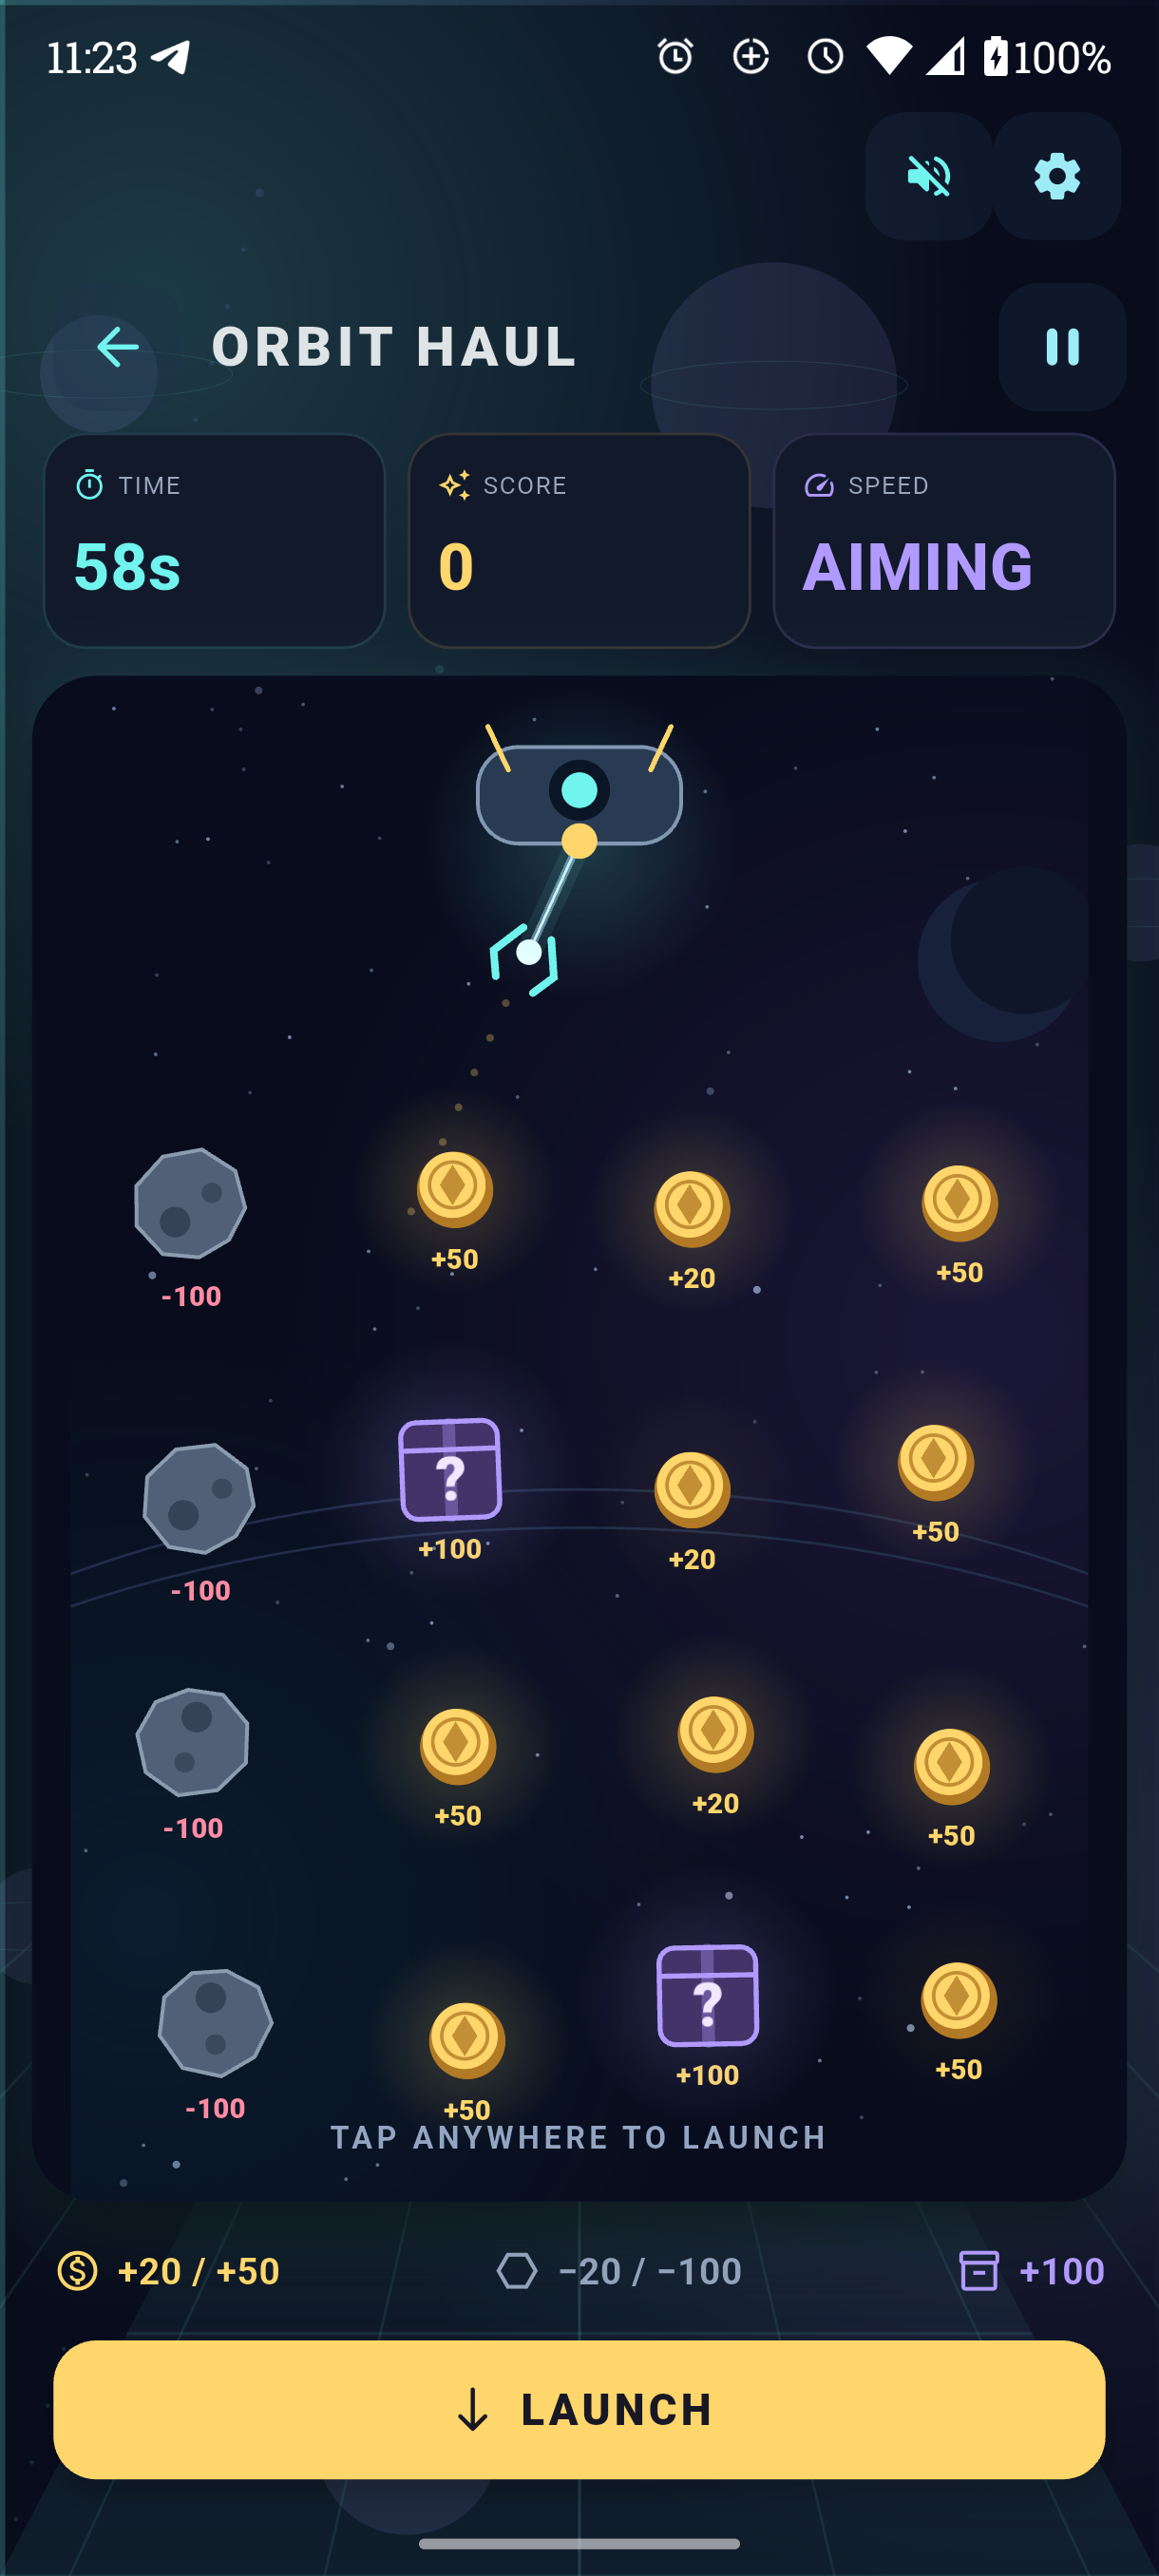 11:23 100%
ORBIT HAUL
TIME SCORE SPEED
58s 0 AIMING
-100 +50 +20 +50
-100 +100 +20 +50
-100 +50 +20 +50
-100 +50 +100 +50
TAP ANYWHERE TO LAUNCH
+20 / +50 −20 / −100 +100
LAUNCH